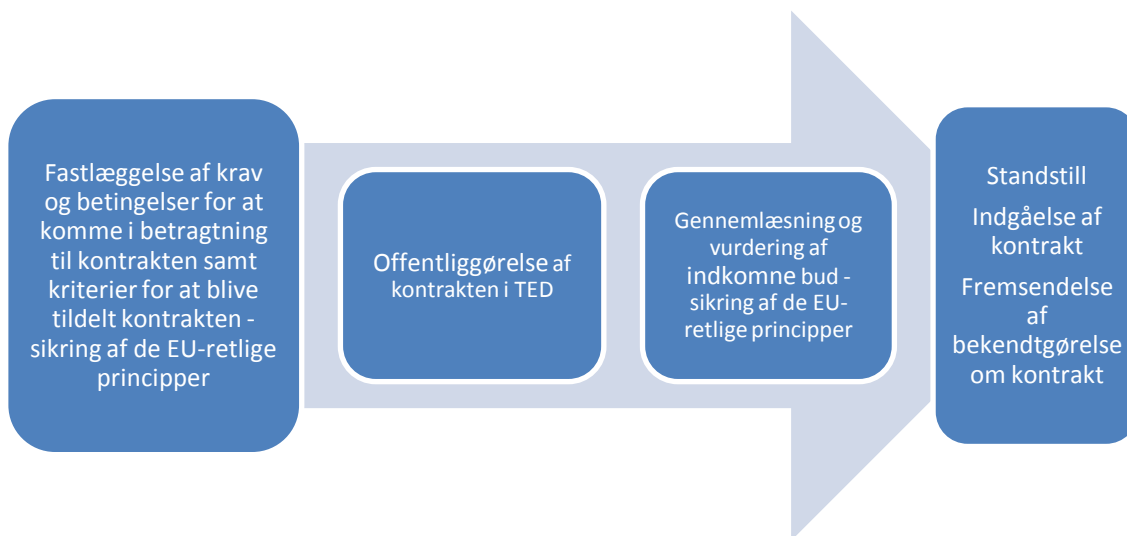 Fastlæggelse af krav
og betingelser for at
komme i betragtning
til kontrakten samt
kriterier for at blive
tildelt kontrakten -
sikring af de EU-retlige
principper
Offentliggørelse af
kontrakten i TED
Gennemlæsning og
vurdering af
indkomne bud -
sikring af de EU-
retlige principper
Standstill
Indgåelse af
kontrakt
Fremsendelse
af
bekendtgørelse
om kontrakt